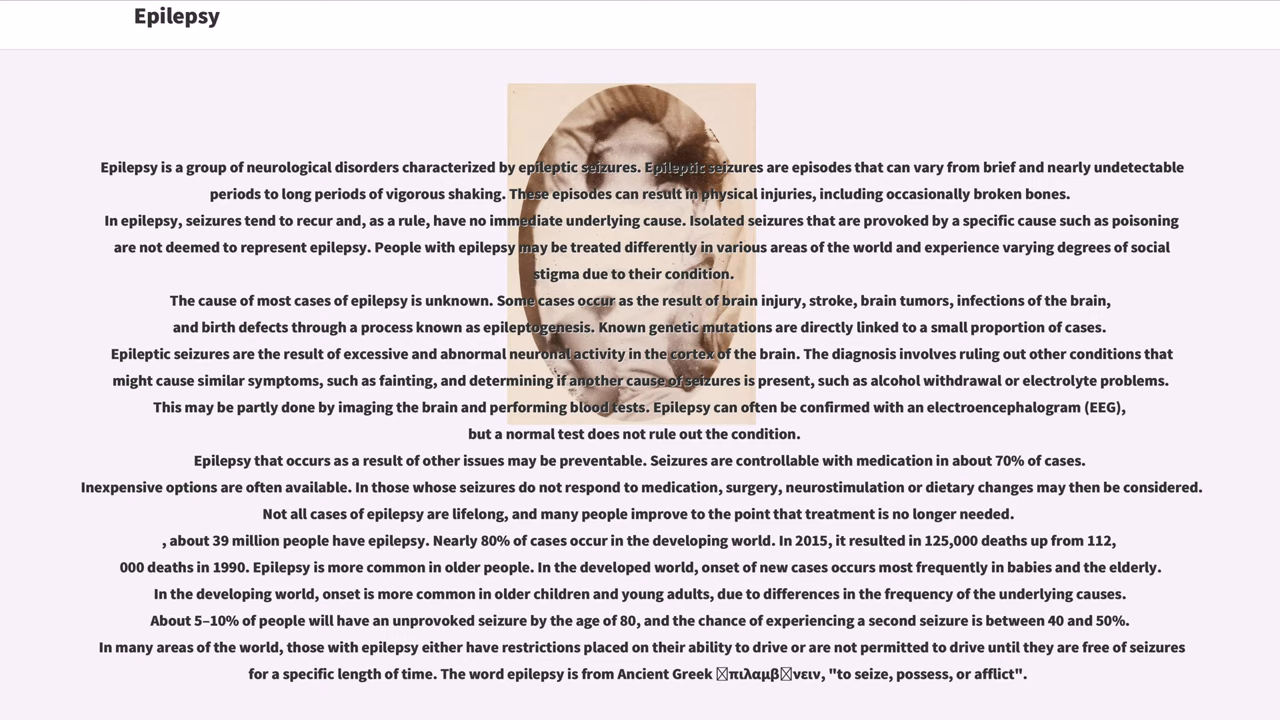 Epilepsy
Epilepsy is a group of neurological disorders characterized by epileptic seizures. Epileptic seizures are episodes that can vary from brief and nearly undetectable
periods to long periods of vigorous shaking. These episodes can result in physical injuries, including occasionally broken bones.
In epilepsy, seizures tend to recur and, as a rule, have no immediate underlying cause. Isolated seizures that are provoked by a specific cause such as poisoning
are not deemed to represent epilepsy. People with epilepsy may be treated differently in various areas of the world and experience varying degrees of social
stigma due to their condition.
The cause of most cases of epilepsy is unknown. Some cases occur as the result of brain injury, stroke, brain tumors, infections of the brain,
and birth defects through a process known as epileptogenesis. Known genetic mutations are directly linked to a small proportion of cases.
Epileptic seizures are the result of excessive and abnormal neuronal activity in the cortex of the brain. The diagnosis involves ruling out other conditions that
might cause similar symptoms, such as fainting, and determining if another cause of seizures is present, such as alcohol withdrawal or electrolyte problems.
This may be partly done by imaging the brain and performing blood tests. Epilepsy can often be confirmed with an electroencephalogram (EEG),
but a normal test does not rule out the condition.
Epilepsy that occurs as a result of other issues may be preventable. Seizures are controllable with medication in about 70% of cases.
Inexpensive options are often available. In those whose seizures do not respond to medication, surgery, neurostimulation or dietary changes may then be considered.
Not all cases of epilepsy are lifelong, and many people improve to the point that treatment is no longer needed.
, about 39 million people have epilepsy. Nearly 80% of cases occur in the developing world. In 2015, it resulted in 125,000 deaths up from 112,
000 deaths in 1990. Epilepsy is more common in older people. In the developed world, onset of new cases occurs most frequently in babies and the elderly.
In the developing world, onset is more common in older children and young adults, due to differences in the frequency of the underlying causes.
About 5–10% of people will have an unprovoked seizure by the age of 80, and the chance of experiencing a second seizure is between 40 and 50%.
In many areas of the world, those with epilepsy either have restrictions placed on their ability to drive or are not permitted to drive until they are free of seizures
for a specific length of time. The word epilepsy is from Ancient Greek ☒πιλαμβ☒νειν, "to seize, possess, or afflict".